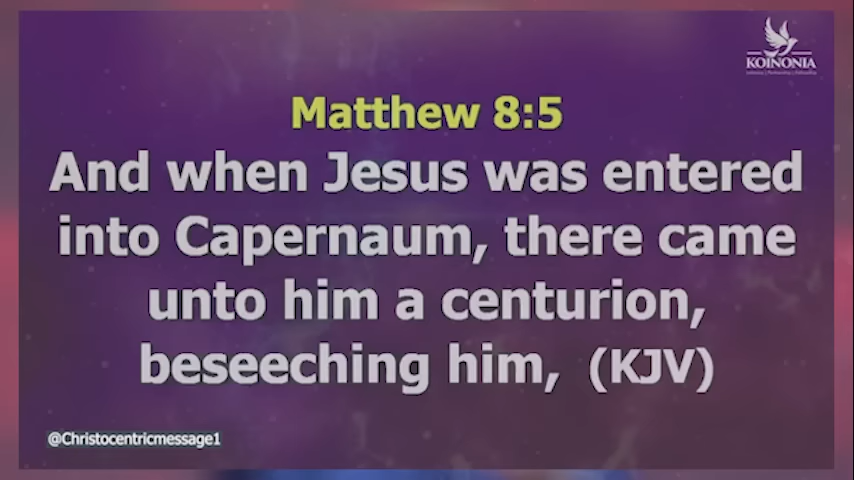 KOINONIA
Matthew 8:5
And when Jesus was entered
into Capernaum, there came
unto him a centurion,
beseeching him, (KJV)
@Christocentricmessage1